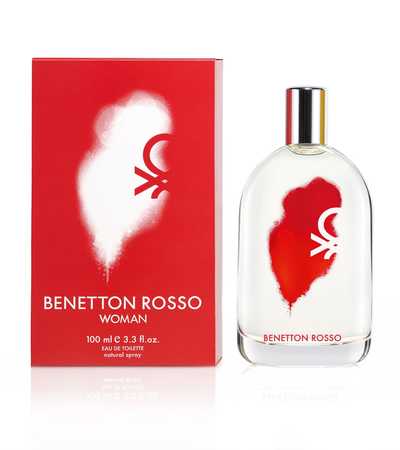 BENETTON ROSSO
WOMAN
100 ml ℮ 3.3 fl.oz.
EAU DE TOILETTE
natural spray
BENETTON ROSSO